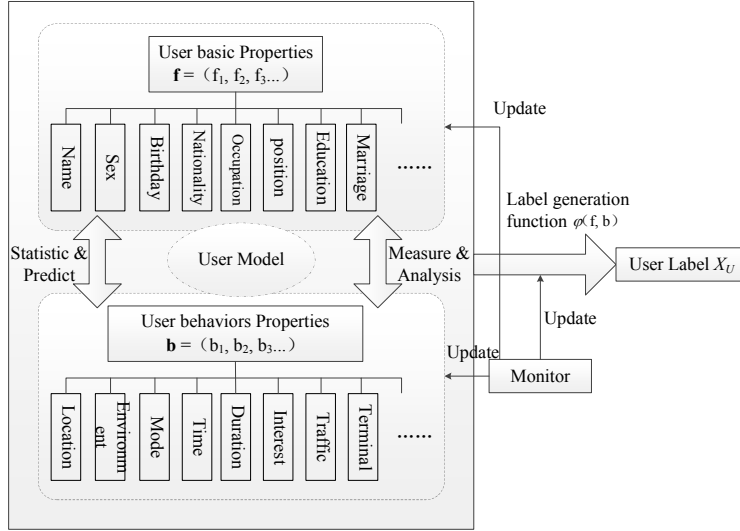 User basic Properties
f = (f1, f2, f3...)
Name
Sex
Birthday
Nationality
Occupation
position
Education
Marriage
......
Update
Label generation
function φ(f, b)
Statistic &
Predict
User Model
Measure &
Analysis
User Label XU
User behaviors Properties
b = (b1, b2, b3...)
Update
Update
Monitor
Location
Environm
ent
Mode
Time
Duration
Interest
Traffic
Terminal
......